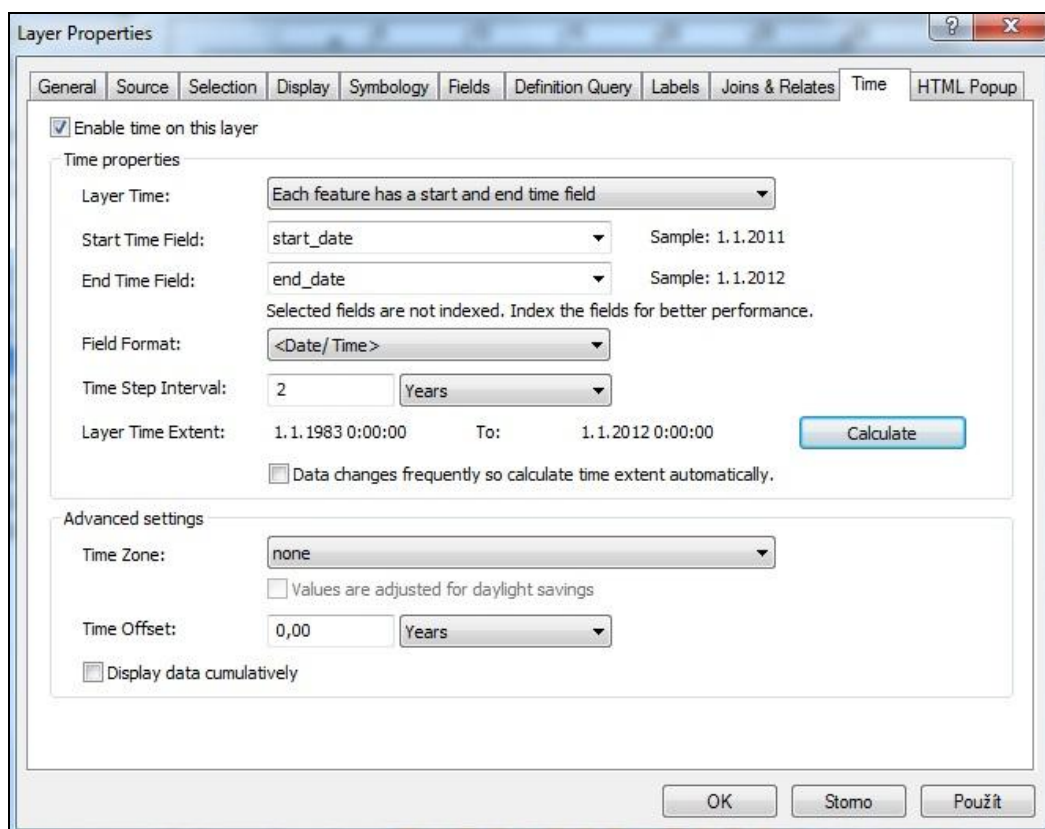 Layer Properties
General Source Selection Display Symbology Fields Definition Query Labels Joins & Relates Time HTML Popup
Enable time on this layer
Time properties
Layer Time: Each feature has a start and end time field
Start Time Field: start_date Sample: 1.1.2011
End Time Field: end_date Sample: 1.1.2012
Selected fields are not indexed. Index the fields for better performance.
Field Format: <Date/Time>
Time Step Interval: 2 Years
Layer Time Extent: 1.1.1983 0:00:00 To: 1.1.2012 0:00:00 Calculate
Data changes frequently so calculate time extent automatically.
Advanced settings
Time Zone: none
Values are adjusted for daylight savings
Time Offset: 0,00 Years
Display data cumulatively
OK Storno Použít